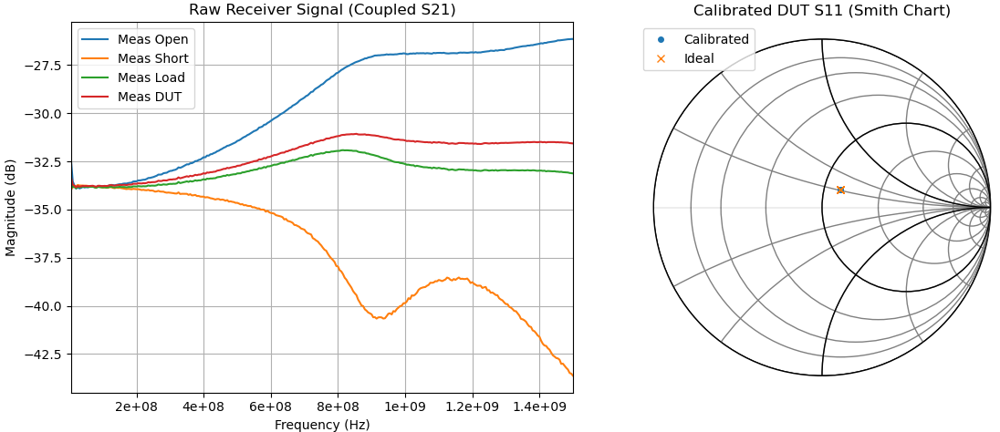 Raw Receiver Signal (Coupled S21)
Meas Open
Meas Short
Meas Load
Meas DUT
Magnitude (dB)
−27.5
−30.0
−32.5
−35.0
−37.5
−40.0
−42.5
2e+08
4e+08
6e+08
8e+08
1e+09
1.2e+09
1.4e+09
Frequency (Hz)
Calibrated DUT S11 (Smith Chart)
Calibrated
Ideal